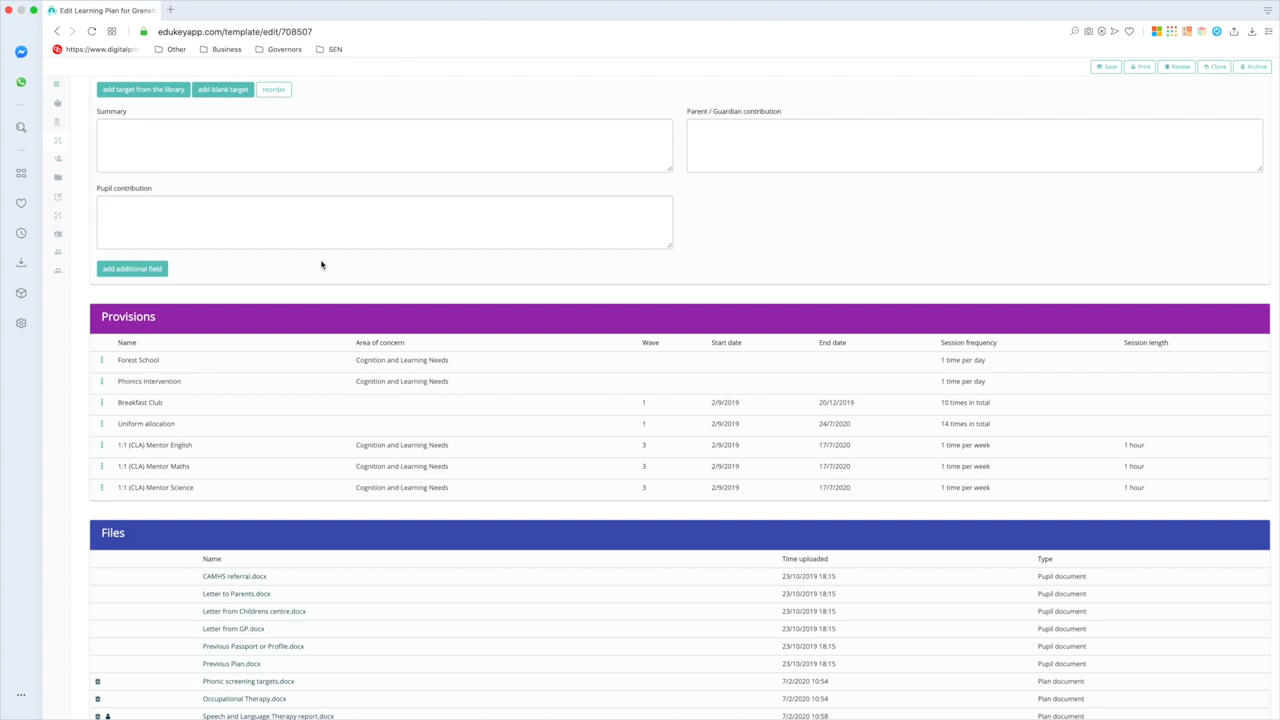 Edit Learning Plan for Grenet
edukeyapp.com/template/edit/708507
https://www.digitalpri
Other
Business
Governors
SEN
Save
Print
Review
Clone
Archive
add target from the library
add blank target
reorder
Summary
Parent / Guardian contribution
Pupil contribution
add additional field
Provisions
Name Area of concern Wave Start date End date Session frequency Session length
Forest School Cognition and Learning Needs 1 time per day
Phonics Intervention Cognition and Learning Needs 1 time per day
Breakfast Club 1 2/9/2019 20/12/2019 10 times in total
Uniform allocation 1 2/9/2019 24/7/2020 14 times in total
1:1 (CLA) Mentor English Cognition and Learning Needs 3 2/9/2019 17/7/2020 1 time per week 1 hour
1:1 (CLA) Mentor Maths Cognition and Learning Needs 3 2/9/2019 17/7/2020 1 time per week 1 hour
1:1 (CLA) Mentor Science Cognition and Learning Needs 3 2/9/2019 17/7/2020 1 time per week 1 hour
Files
Name Time uploaded Type
CAMHS referral.docx 23/10/2019 18:15 Pupil document
Letter to Parents.docx 23/10/2019 18:15 Pupil document
Letter from Childrens centre.docx 23/10/2019 18:15 Pupil document
Letter from GP.docx 23/10/2019 18:15 Pupil document
Previous Passport or Profile.docx 23/10/2019 18:15 Pupil document
Previous Plan.docx 23/10/2019 18:15 Pupil document
Phonic screening targets.docx 7/2/2020 10:54 Plan document
Occupational Therapy.docx 7/2/2020 10:54 Plan document
Speech and Language Therapy report.docx 7/2/2020 10:58 Plan document